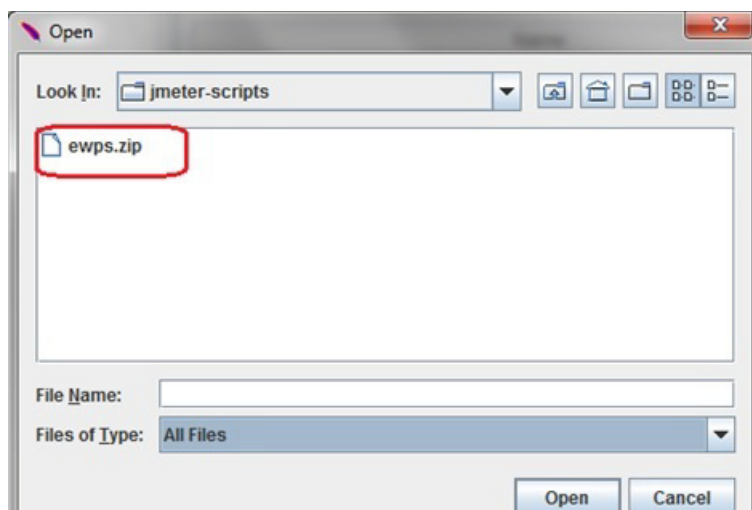 Open
Look In: jmeter-scripts
ewps.zip
File Name:
Files of Type: All Files
Open Cancel